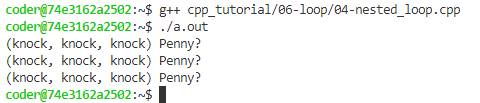 coder@74e3162a2502:~$ g++ cpp_tutorial/06-loop/04-nested_loop.cpp
coder@74e3162a2502:~$ ./a.out
(knock, knock, knock) Penny?
(knock, knock, knock) Penny?
(knock, knock, knock) Penny?
coder@74e3162a2502:~$